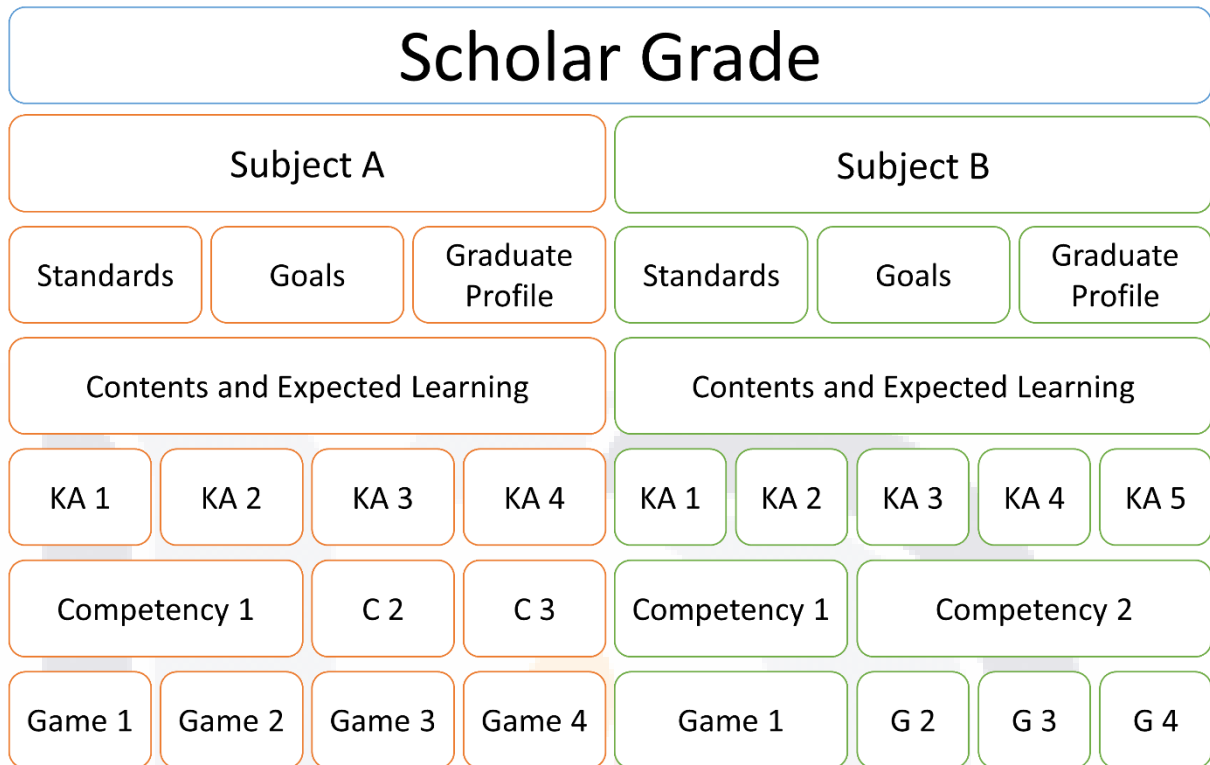 Scholar Grade
Subject A
Subject B
Standards
Goals
Graduate
Profile
Standards
Goals
Graduate
Profile
Contents and Expected Learning
Contents and Expected Learning
KA 1
KA 2
KA 3
KA 4
KA 1
KA 2
KA 3
KA 4
KA 5
Competency 1
C 2
C 3
Competency 1
Competency 2
Game 1
Game 2
Game 3
Game 4
Game 1
G 2
G 3
G 4